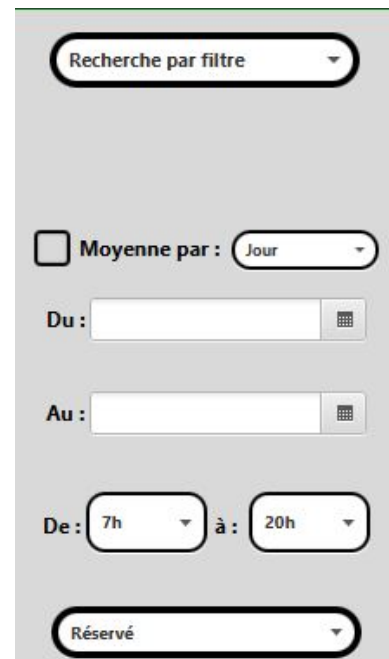 Recherche par filtre
Moyenne par : Jour
Du :
Au :
De : 7h à : 20h
Réservé